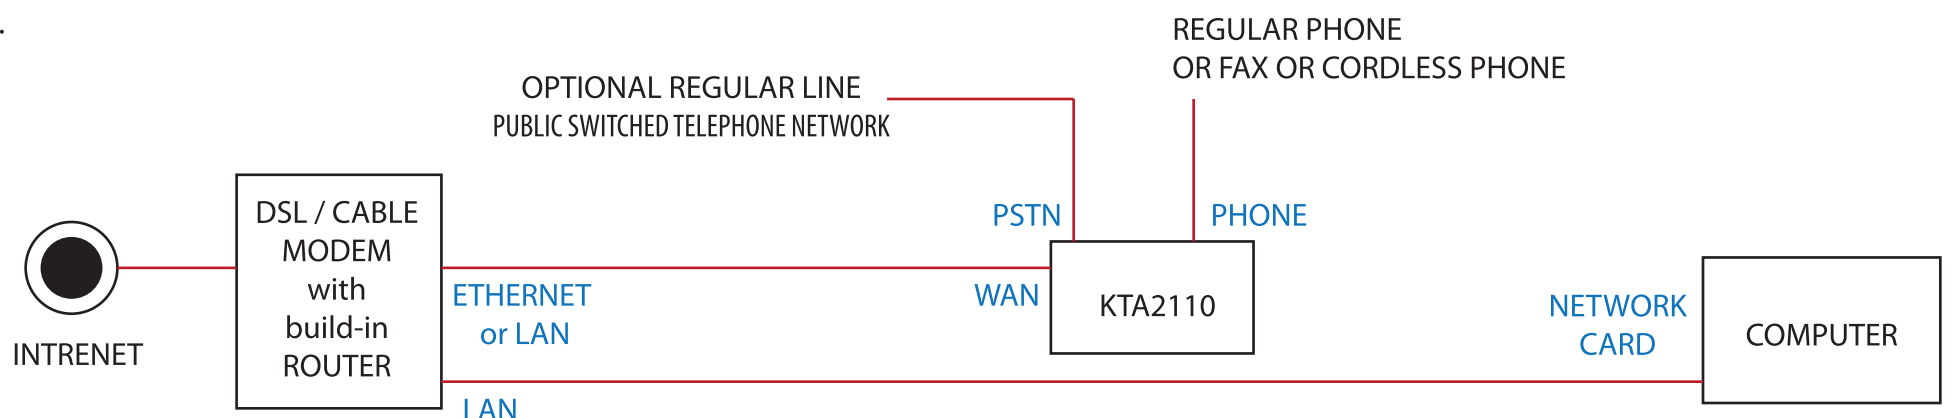 REGULAR PHONE
OR FAX OR CORDLESS PHONE
OPTIONAL REGULAR LINE
PUBLIC SWITCHED TELEPHONE NETWORK
PSTN
PHONE
DSL / CABLE
MODEM
with
build-in
ROUTER
INTRENET
ETHERNET
or LAN
WAN
KTA2110
NETWORK
CARD
COMPUTER
LAN